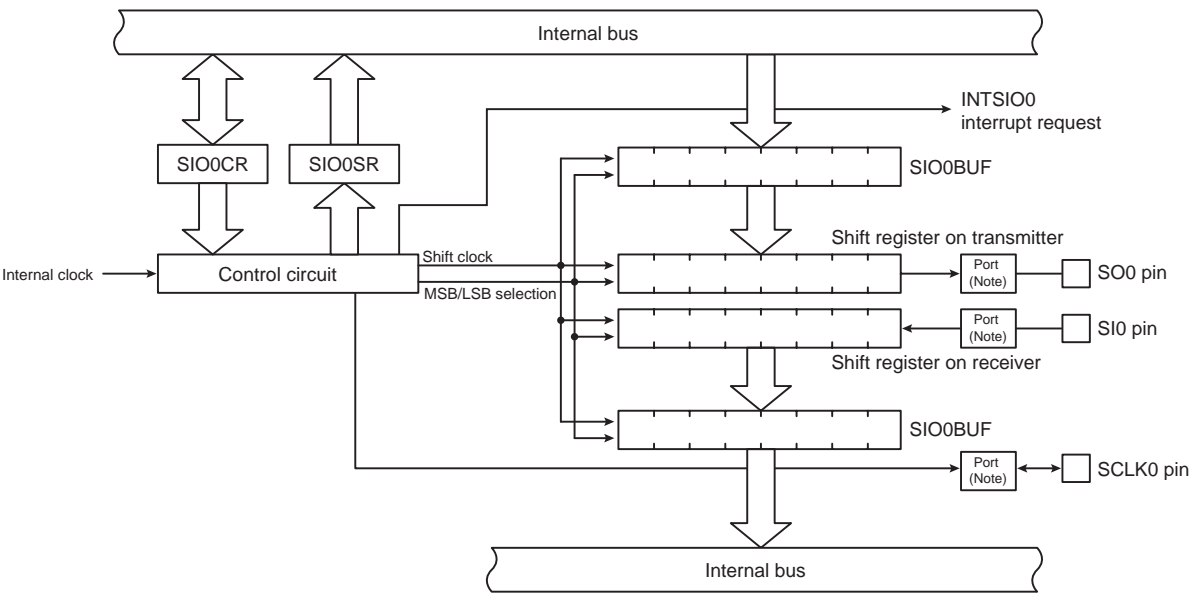 Internal bus
INTSIO0
interrupt request
SIO0CR
SIO0SR
SIO0BUF
Shift register on transmitter
Internal clock
Control circuit
Shift clock
MSB/LSB selection
Port
(Note)
SO0 pin
Port
(Note)
SI0 pin
Shift register on receiver
SIO0BUF
Port
(Note)
SCLK0 pin
Internal bus